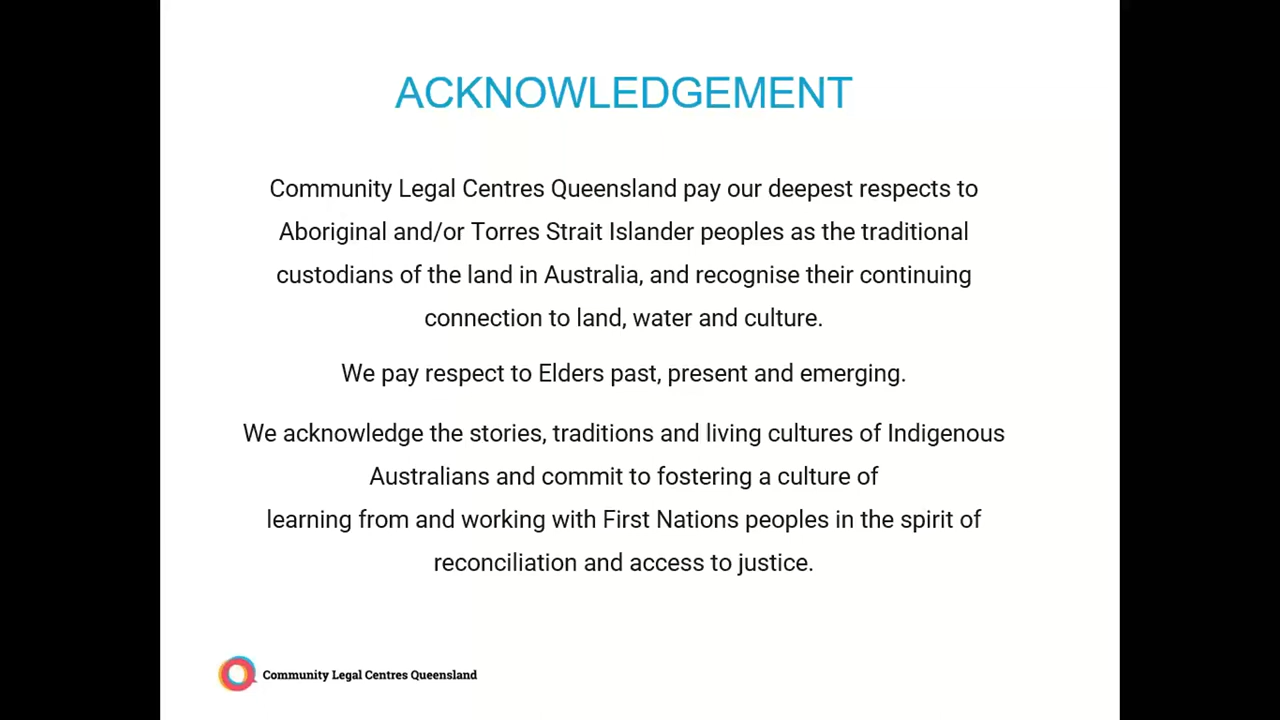 ACKNOWLEDGEMENT
Community Legal Centres Queensland pay our deepest respects to
Aboriginal and/or Torres Strait Islander peoples as the traditional
custodians of the land in Australia, and recognise their continuing
connection to land, water and culture.
We pay respect to Elders past, present and emerging.
We acknowledge the stories, traditions and living cultures of Indigenous
Australians and commit to fostering a culture of
learning from and working with First Nations peoples in the spirit of
reconciliation and access to justice.
Community Legal Centres Queensland